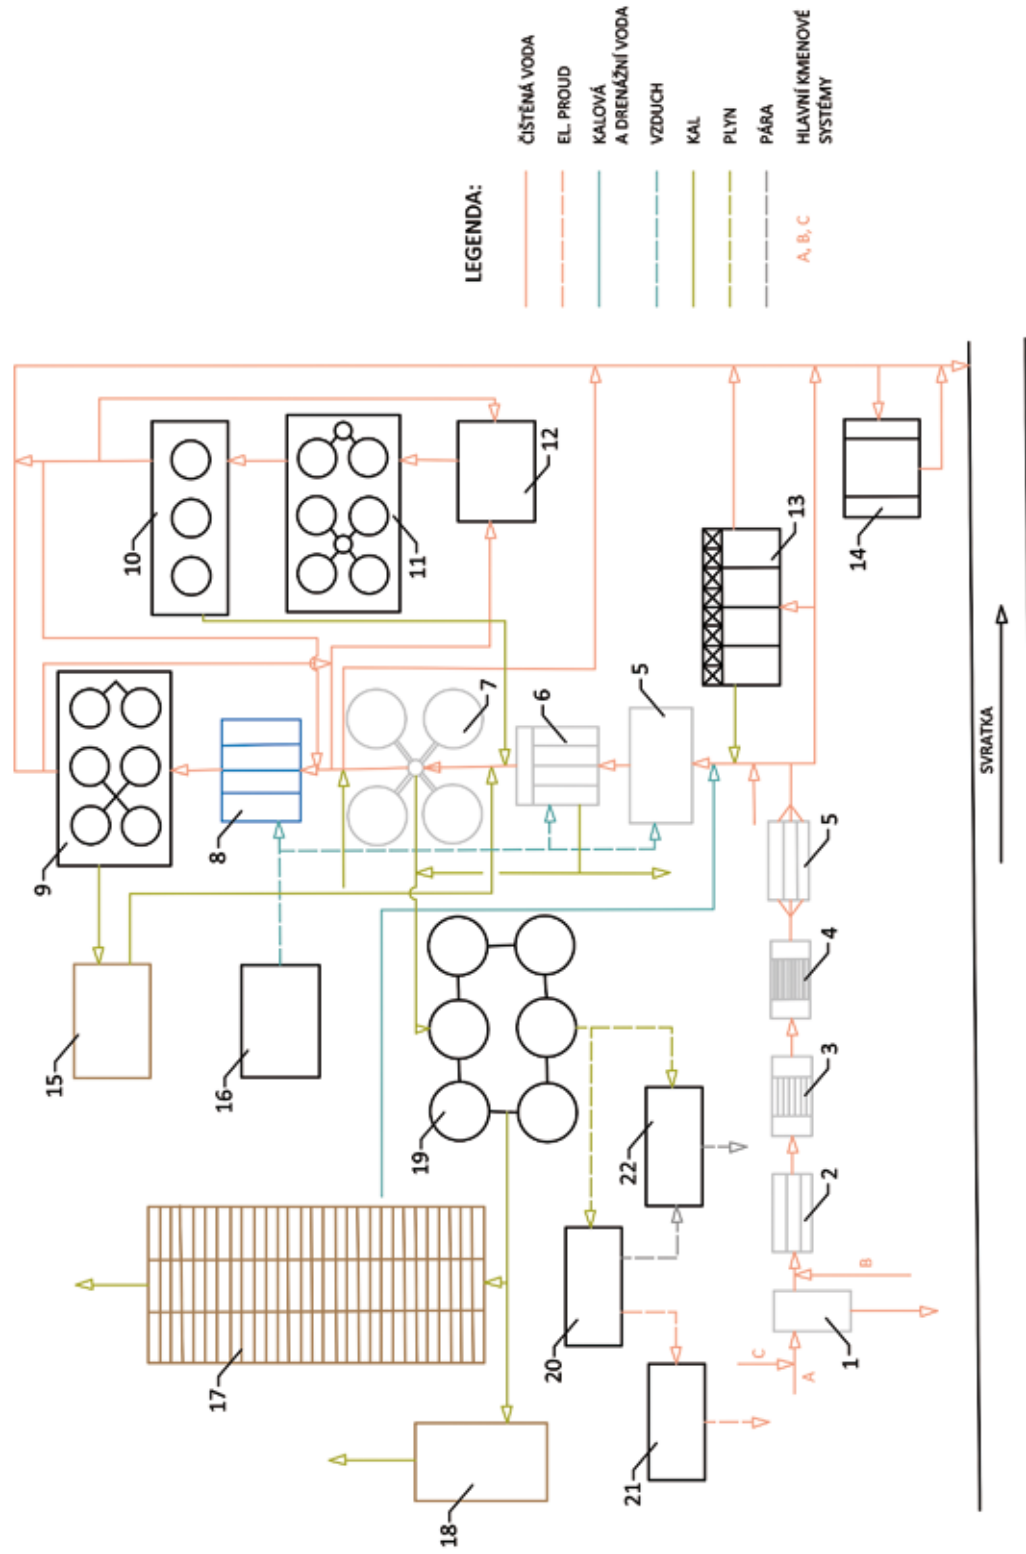 9
15
10
8
17
16
11
19
18
7
12
20
6
22
21
5
13
C
A
1
B
2
3
4
5
14
SVRATKA
LEGENDA:
ČIŠTĚNÁ VODA
EL. PROUD
KALOVÁ
A DRENÁŽNÍ VODA
VZDUCH
KAL
PLYN
PÁRA
A, B, C HLAVNÍ KMENOVÉ
SYSTÉMY